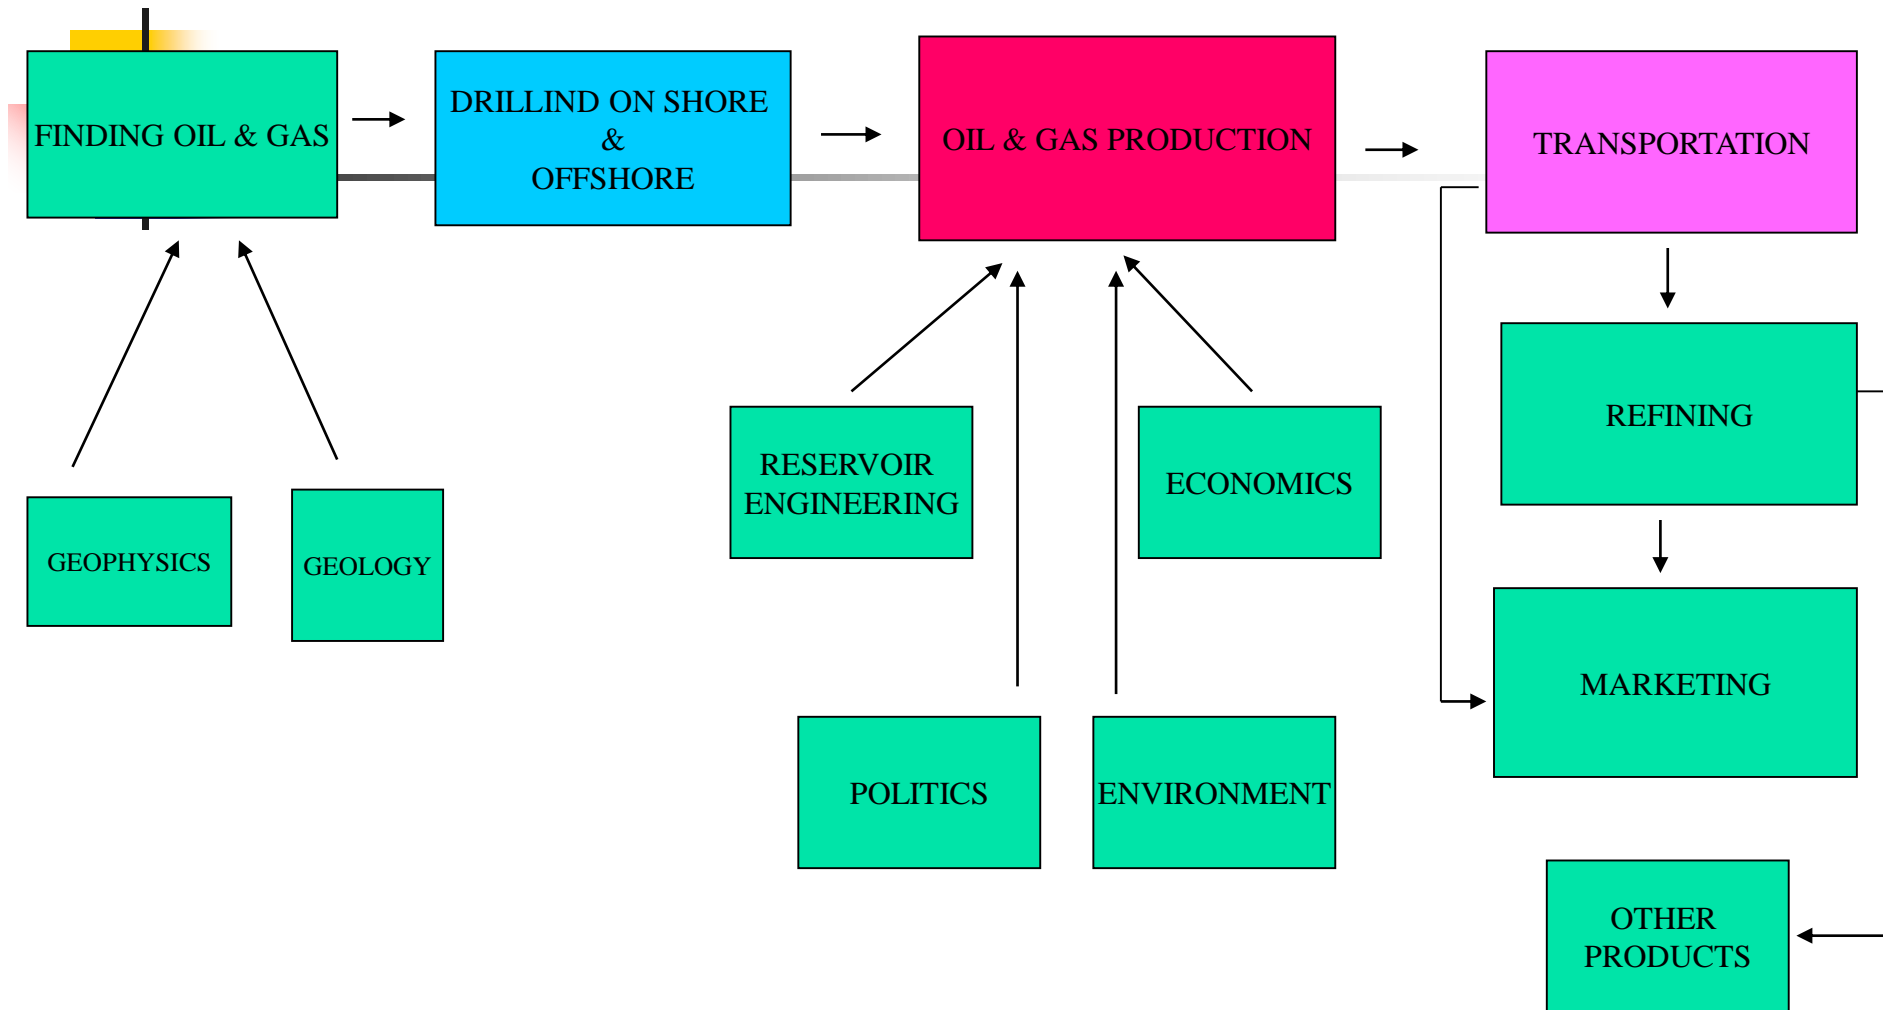 FINDING OIL & GAS
DRILLIND ON SHORE
&
OFFSHORE
OIL & GAS PRODUCTION
TRANSPORTATION
REFINING
RESERVOIR
ENGINEERING
ECONOMICS
GEOPHYSICS
GEOLOGY
MARKETING
POLITICS
ENVIRONMENT
OTHER
PRODUCTS